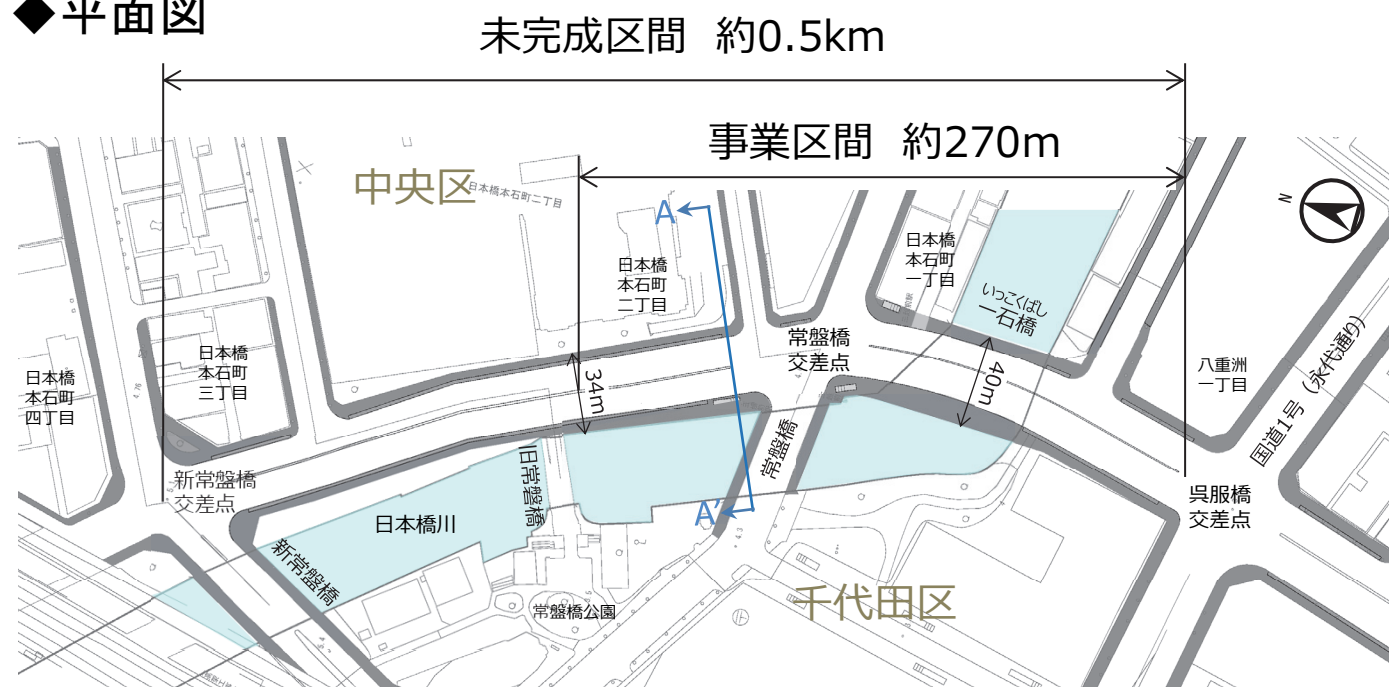 ◆平面図
未完成区間 約0.5km
事業区間 約270m
中央区
日本橋本石町二丁目
A
N
日本橋
本石町
二丁目
日本橋
本石町
一丁目
いっこくばし
一石橋
常盤橋
交差点
日本橋
本石町
三丁目
日本橋
本石町
四丁目
4.76
34m
40m
八重洲
一丁目
国道1号（永代通り）
常盤橋
旧常磐橋
新常盤橋
交差点
日本橋川
A'
4.3
呉服橋
交差点
新常盤橋
常盤橋公園
千代田区